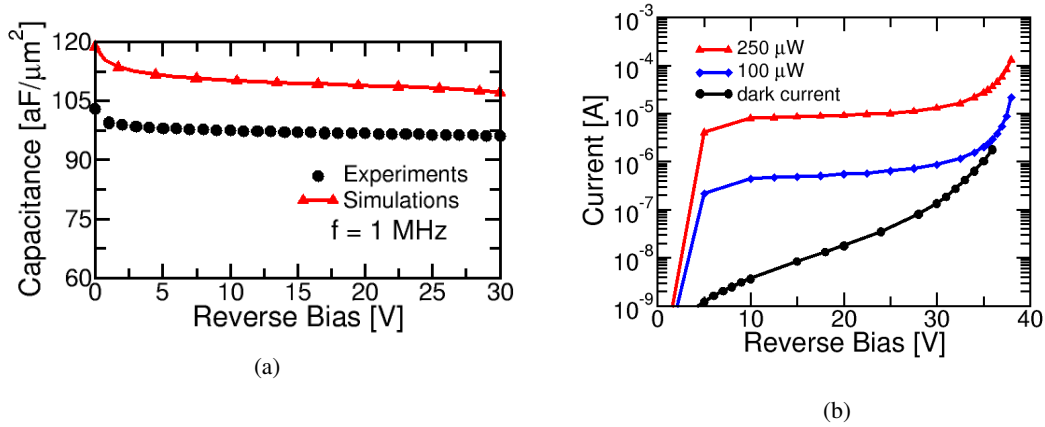 120
105
90
75
60
Capacitance [aF/μm²]
Experiments
Simulations
f = 1 MHz
0 5 10 15 20 25 30
Reverse Bias [V]
(a)
10⁻³
10⁻⁴
10⁻⁵
10⁻⁶
10⁻⁷
10⁻⁸
10⁻⁹
Current [A]
250 μW
100 μW
dark current
0 10 20 30 40
Reverse Bias [V]
(b)